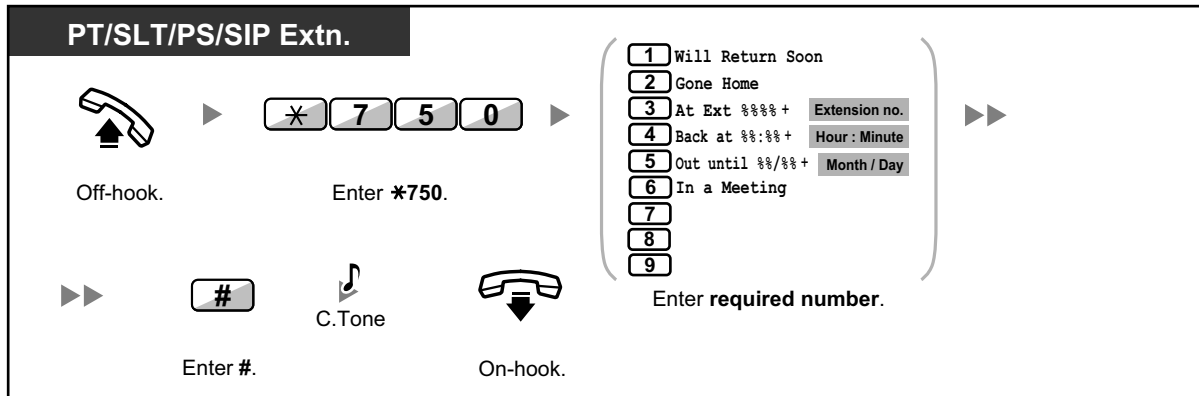 PT/SLT/PS/SIP Extn.
1 Will Return Soon
2 Gone Home
3 At Ext %%%% + Extension no.
4 Back at %%:%% + Hour : Minute
5 Out until %%/%% + Month / Day
6 In a Meeting
7
8
9
* 7 5 0
Off-hook.
Enter *750.
Enter required number.
#
C.Tone
Enter #.
On-hook.